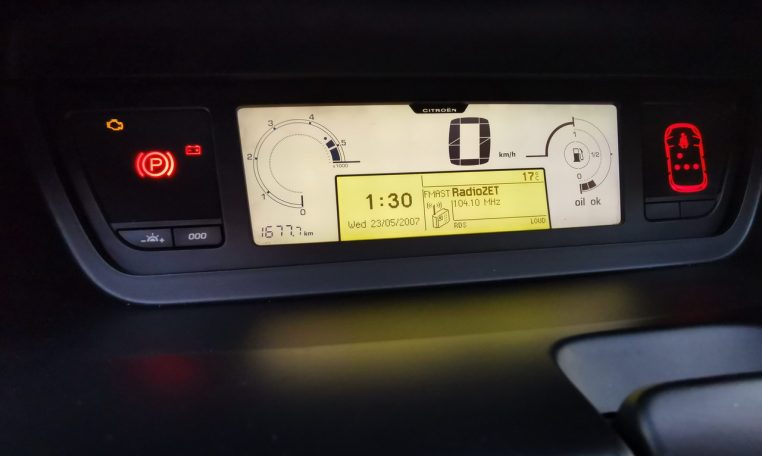 CITROËN
3
4
2
5
x1000
1
0
1677.7 km
0 km/h
17°C
1:30
Wed 23/05/2007
FMAST RadioZET
104.10 MHz
RDS
LOUD
1
1/2
0
oil ok
P
000